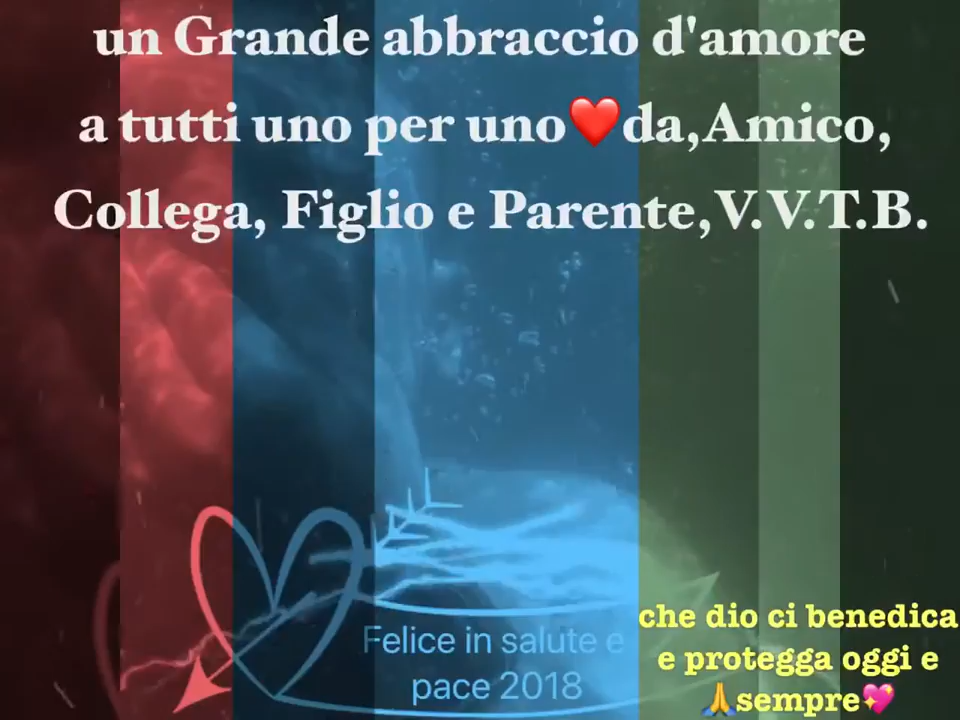 un Grande abbraccio d'amore
a tutti uno per uno❤️da,Amico,
Collega, Figlio e Parente,V.V.T.B.
Felice in salute e
pace 2018
che dio ci benedica
e protegga oggi e
🙏sempre💖